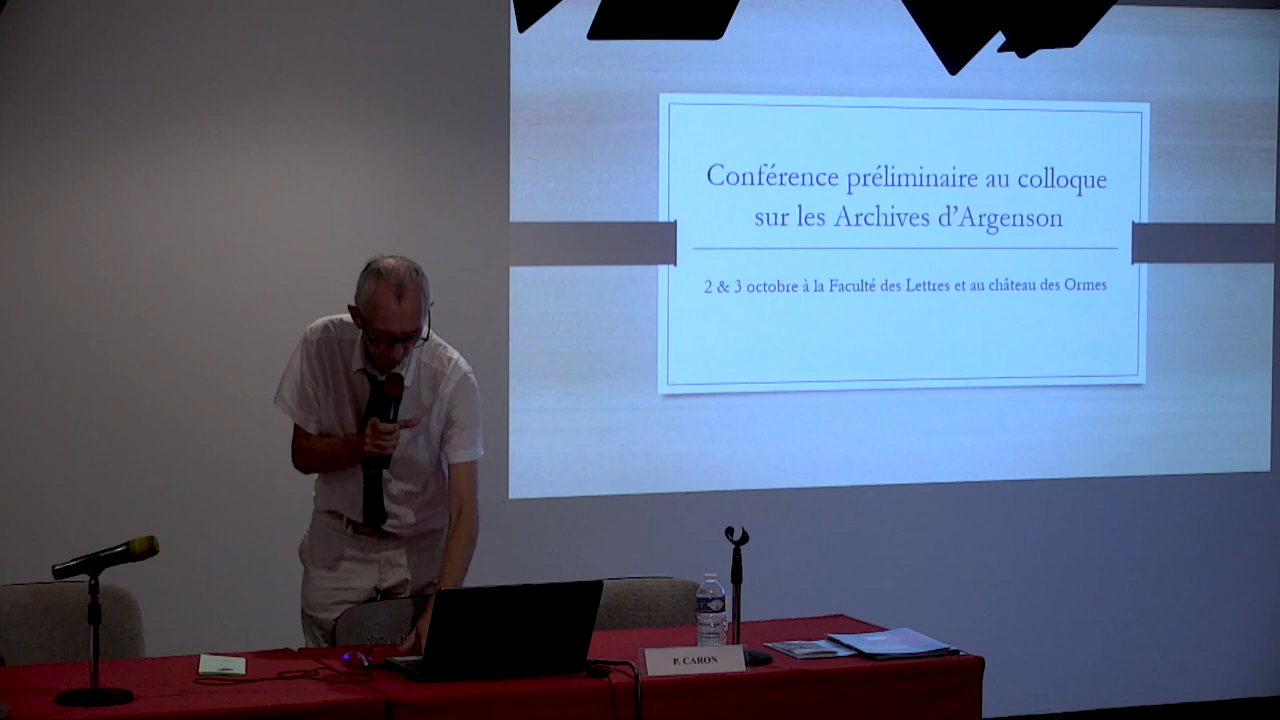 Conférence préliminaire au colloque
sur les Archives d'Argenson
2 & 3 octobre à la Faculté des Lettres et au château des Ormes
P. CARON